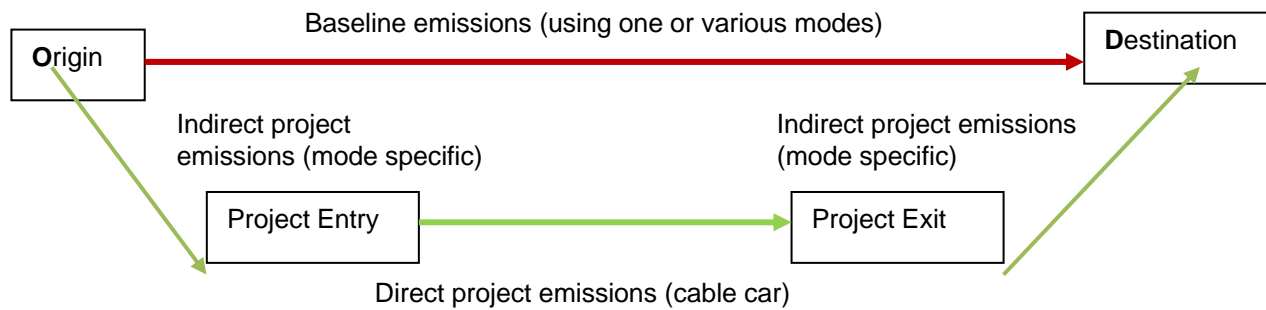 Baseline emissions (using one or various modes)
Origin
Destination
Indirect project
emissions (mode specific)
Indirect project emissions
(mode specific)
Project Entry
Project Exit
Direct project emissions (cable car)